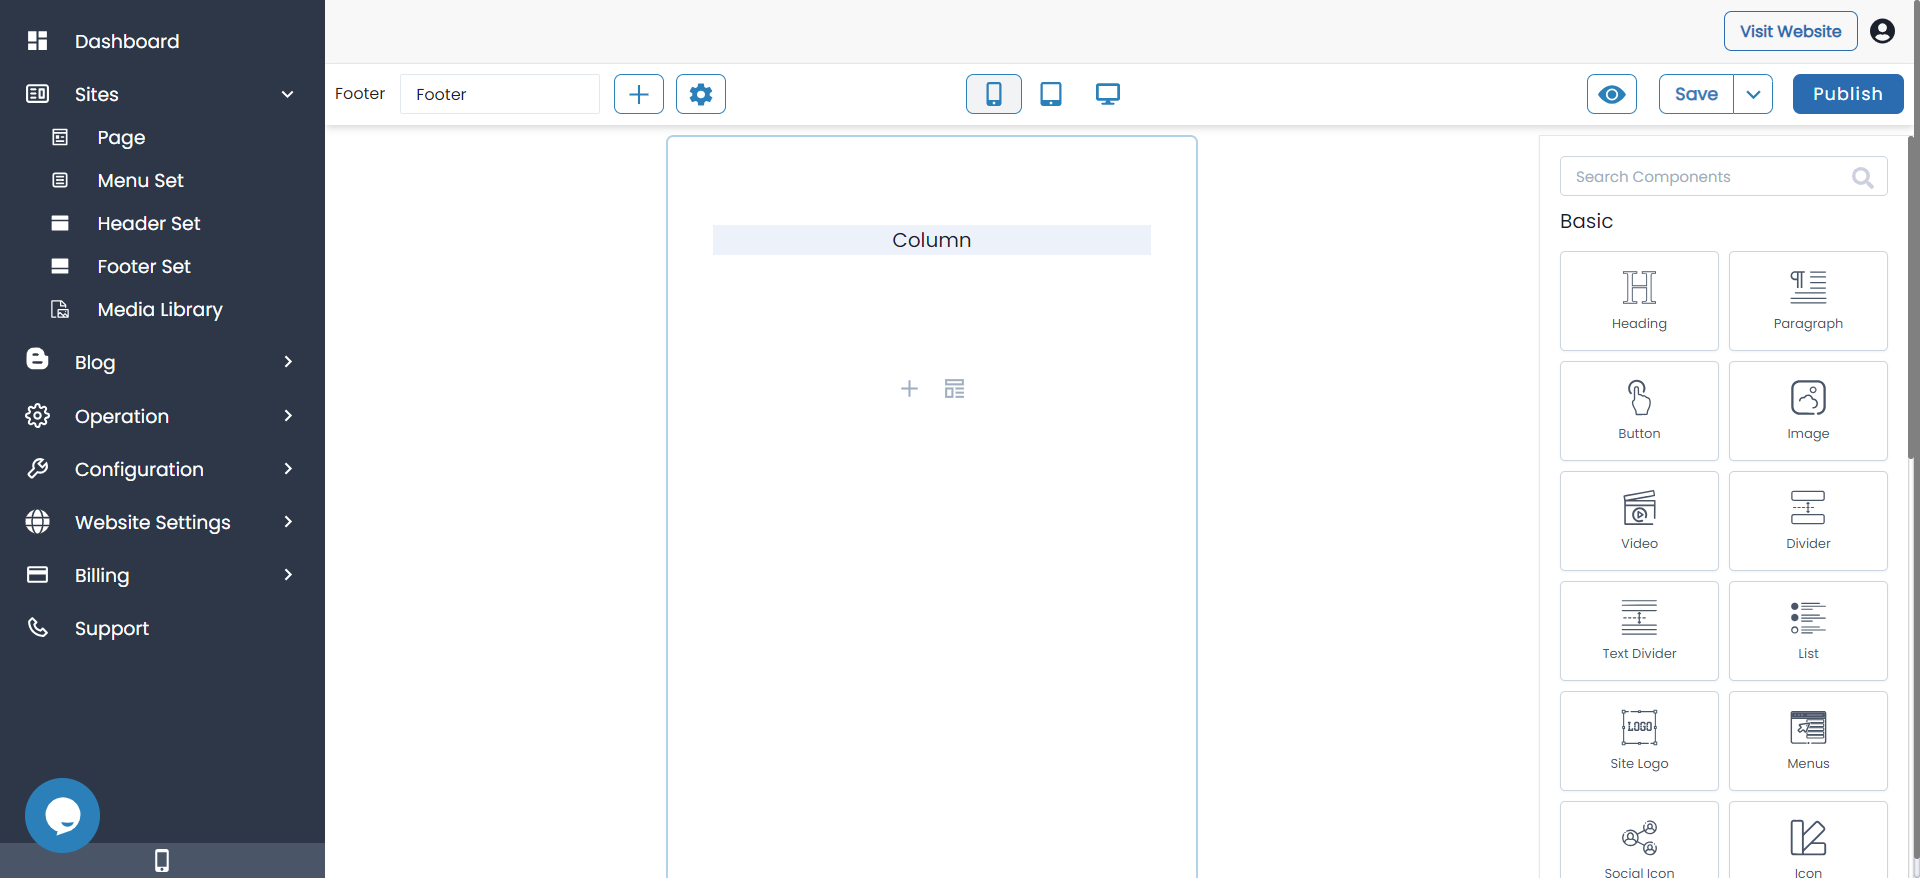 Dashboard
Sites
Page
Menu Set
Header Set
Footer Set
Media Library
Blog
Operation
Configuration
Website Settings
Billing
Support
Visit Website
Footer
Footer
Save
Publish
Column
Search Components
Basic
Heading
Paragraph
Button
Image
Video
Divider
Text Divider
List
LOGO
Site Logo
Menus
Social Icon
Icon